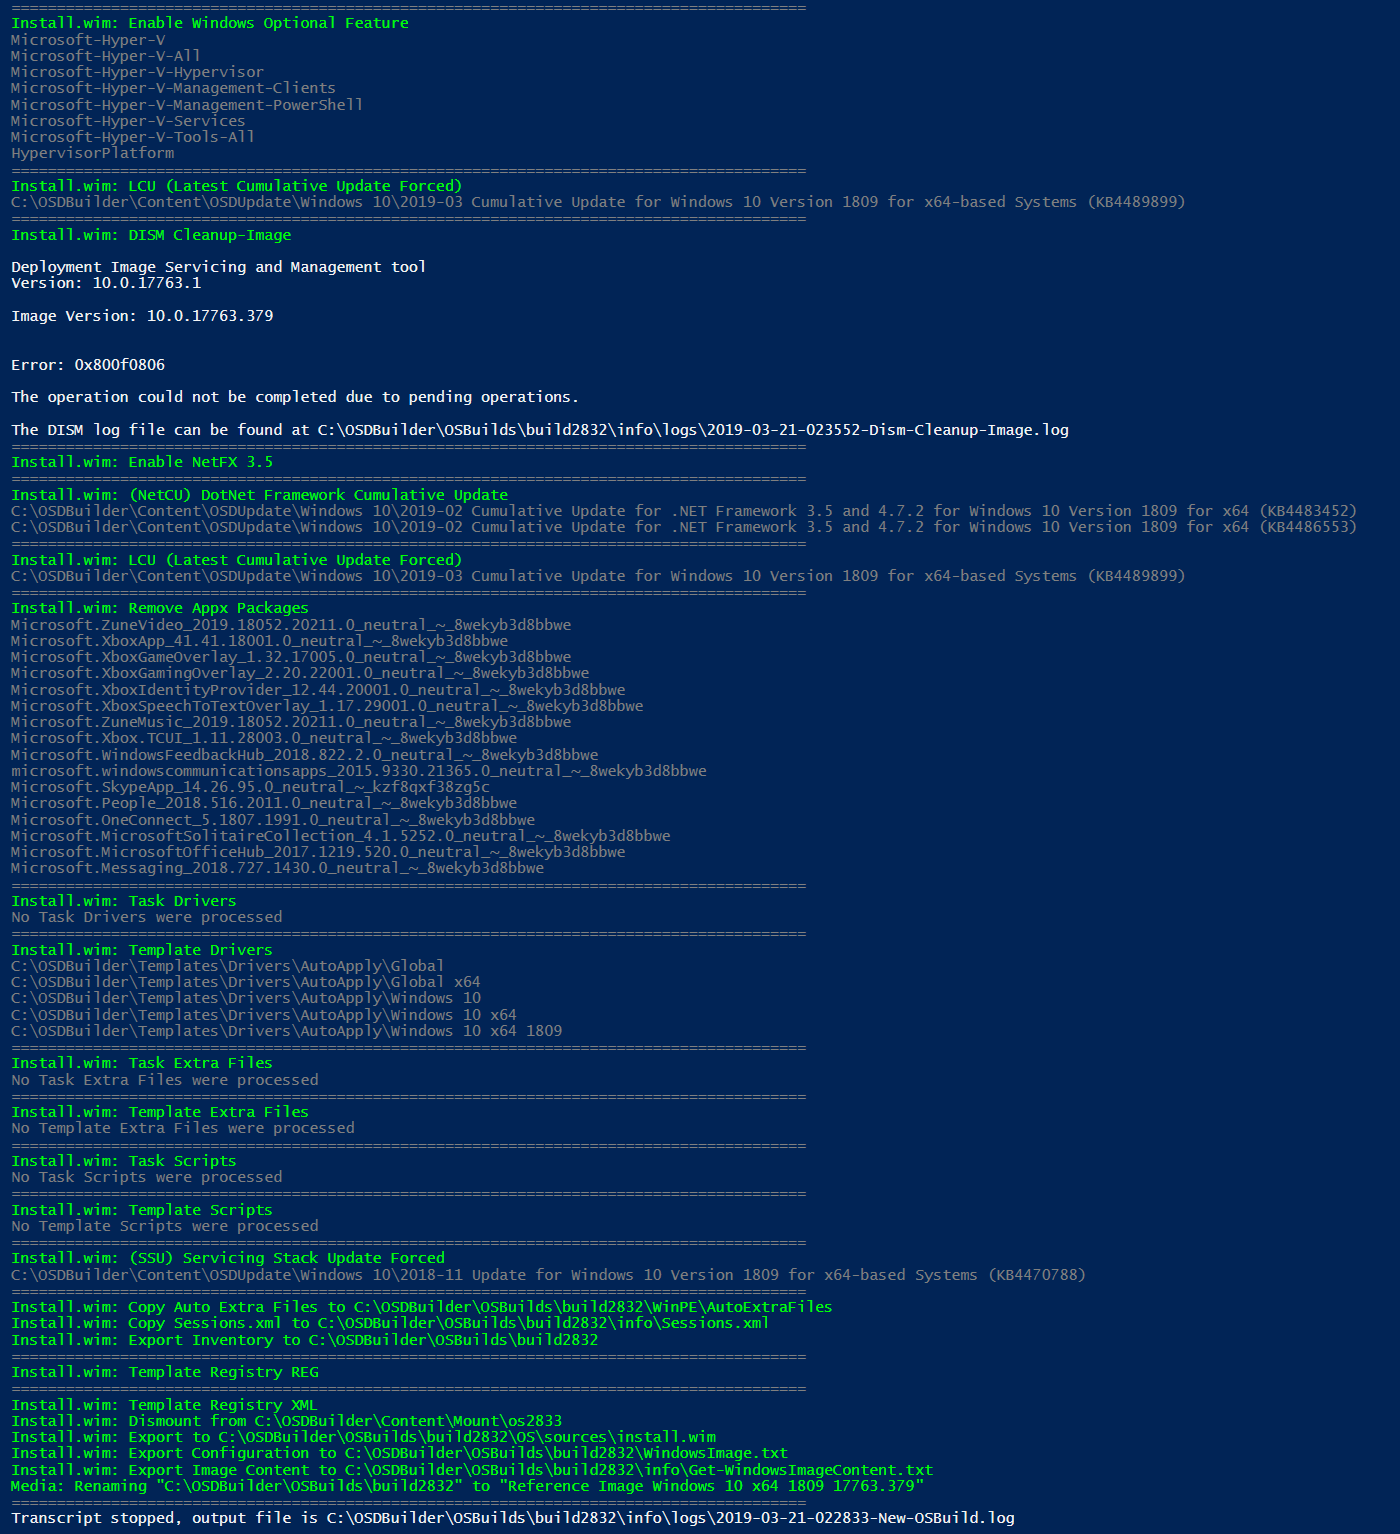 ========================================================================================
Install.wim: Enable Windows Optional Feature
Microsoft-Hyper-V
Microsoft-Hyper-V-All
Microsoft-Hyper-V-Hypervisor
Microsoft-Hyper-V-Management-Clients
Microsoft-Hyper-V-Management-PowerShell
Microsoft-Hyper-V-Services
Microsoft-Hyper-V-Tools-All
HypervisorPlatform
========================================================================================
Install.wim: LCU (Latest Cumulative Update Forced)
C:\OSDBuilder\Content\OSDUpdate\Windows 10\2019-03 Cumulative Update for Windows 10 Version 1809 for x64-based Systems (KB4489899)
========================================================================================
Install.wim: DISM Cleanup-Image
Deployment Image Servicing and Management tool
Version: 10.0.17763.1
Image Version: 10.0.17763.379
Error: 0x800f0806
The operation could not be completed due to pending operations.
The DISM log file can be found at C:\OSDBuilder\OSBuilds\build2832\info\logs\2019-03-21-023552-Dism-Cleanup-Image.log
========================================================================================
Install.wim: Enable NetFX 3.5
========================================================================================
Install.wim: (NetCU) DotNet Framework Cumulative Update
C:\OSDBuilder\Content\OSDUpdate\Windows 10\2019-02 Cumulative Update for .NET Framework 3.5 and 4.7.2 for Windows 10 Version 1809 for x64 (KB4483452)
C:\OSDBuilder\Content\OSDUpdate\Windows 10\2019-02 Cumulative Update for .NET Framework 3.5 and 4.7.2 for Windows 10 Version 1809 for x64 (KB4486553)
========================================================================================
Install.wim: LCU (Latest Cumulative Update Forced)
C:\OSDBuilder\Content\OSDUpdate\Windows 10\2019-03 Cumulative Update for Windows 10 Version 1809 for x64-based Systems (KB4489899)
========================================================================================
Install.wim: Remove Appx Packages
Microsoft.ZuneVideo_2019.18052.20211.0_neutral_~_8wekyb3d8bbwe
Microsoft.XboxApp_41.41.18001.0_neutral_~_8wekyb3d8bbwe
Microsoft.XboxGameOverlay_1.32.17005.0_neutral_~_8wekyb3d8bbwe
Microsoft.XboxGamingOverlay_2.20.22001.0_neutral_~_8wekyb3d8bbwe
Microsoft.XboxIdentityProvider_12.44.20001.0_neutral_~_8wekyb3d8bbwe
Microsoft.XboxSpeechToTextOverlay_1.17.29001.0_neutral_~_8wekyb3d8bbwe
Microsoft.ZuneMusic_2019.18052.20211.0_neutral_~_8wekyb3d8bbwe
Microsoft.Xbox.TCUI_1.11.28003.0_neutral_~_8wekyb3d8bbwe
Microsoft.WindowsFeedbackHub_2018.822.2.0_neutral_~_8wekyb3d8bbwe
microsoft.windowscommunicationsapps_2015.9330.21365.0_neutral_~_8wekyb3d8bbwe
Microsoft.SkypeApp_14.26.95.0_neutral_~_kzf8qxf38zg5c
Microsoft.People_2018.516.2011.0_neutral_~_8wekyb3d8bbwe
Microsoft.OneConnect_5.1807.1991.0_neutral_~_8wekyb3d8bbwe
Microsoft.MicrosoftSolitaireCollection_4.1.5252.0_neutral_~_8wekyb3d8bbwe
Microsoft.MicrosoftOfficeHub_2017.1219.520.0_neutral_~_8wekyb3d8bbwe
Microsoft.Messaging_2018.727.1430.0_neutral_~_8wekyb3d8bbwe
========================================================================================
Install.wim: Task Drivers
No Task Drivers were processed
========================================================================================
Install.wim: Template Drivers
C:\OSDBuilder\Templates\Drivers\AutoApply\Global
C:\OSDBuilder\Templates\Drivers\AutoApply\Global x64
C:\OSDBuilder\Templates\Drivers\AutoApply\Windows 10
C:\OSDBuilder\Templates\Drivers\AutoApply\Windows 10 x64
C:\OSDBuilder\Templates\Drivers\AutoApply\Windows 10 x64 1809
========================================================================================
Install.wim: Task Extra Files
No Task Extra Files were processed
========================================================================================
Install.wim: Template Extra Files
No Template Extra Files were processed
========================================================================================
Install.wim: Task Scripts
No Task Scripts were processed
========================================================================================
Install.wim: Template Scripts
No Template Scripts were processed
========================================================================================
Install.wim: (SSU) Servicing Stack Update Forced
C:\OSDBuilder\Content\OSDUpdate\Windows 10\2018-11 Update for Windows 10 Version 1809 for x64-based Systems (KB4470788)
========================================================================================
Install.wim: Copy Auto Extra Files to C:\OSDBuilder\OSBuilds\build2832\WinPE\AutoExtraFiles
Install.wim: Copy Sessions.xml to C:\OSDBuilder\OSBuilds\build2832\info\Sessions.xml
Install.wim: Export Inventory to C:\OSDBuilder\OSBuilds\build2832
========================================================================================
Install.wim: Template Registry REG
========================================================================================
Install.wim: Template Registry XML
Install.wim: Dismount from C:\OSDBuilder\Content\Mount\os2833
Install.wim: Export to C:\OSDBuilder\OSBuilds\build2832\OS\sources\install.wim
Install.wim: Export Configuration to C:\OSDBuilder\OSBuilds\build2832\WindowsImage.txt
Install.wim: Export Image Content to C:\OSDBuilder\OSBuilds\build2832\info\Get-WindowsImageContent.txt
Media: Renaming "C:\OSDBuilder\OSBuilds\build2832" to "Reference Image Windows 10 x64 1809 17763.379"
========================================================================================
Transcript stopped, output file is C:\OSDBuilder\OSBuilds\build2832\info\logs\2019-03-21-022833-New-OSBuild.log